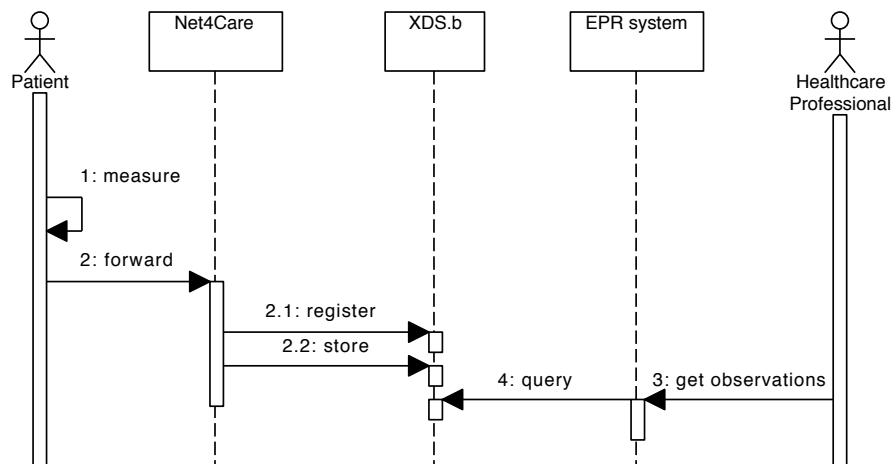 Net4Care
XDS.b
EPR system
Patient
Healthcare
Professional
1: measure
2: forward
2.1: register
2.2: store
4: query
3: get observations